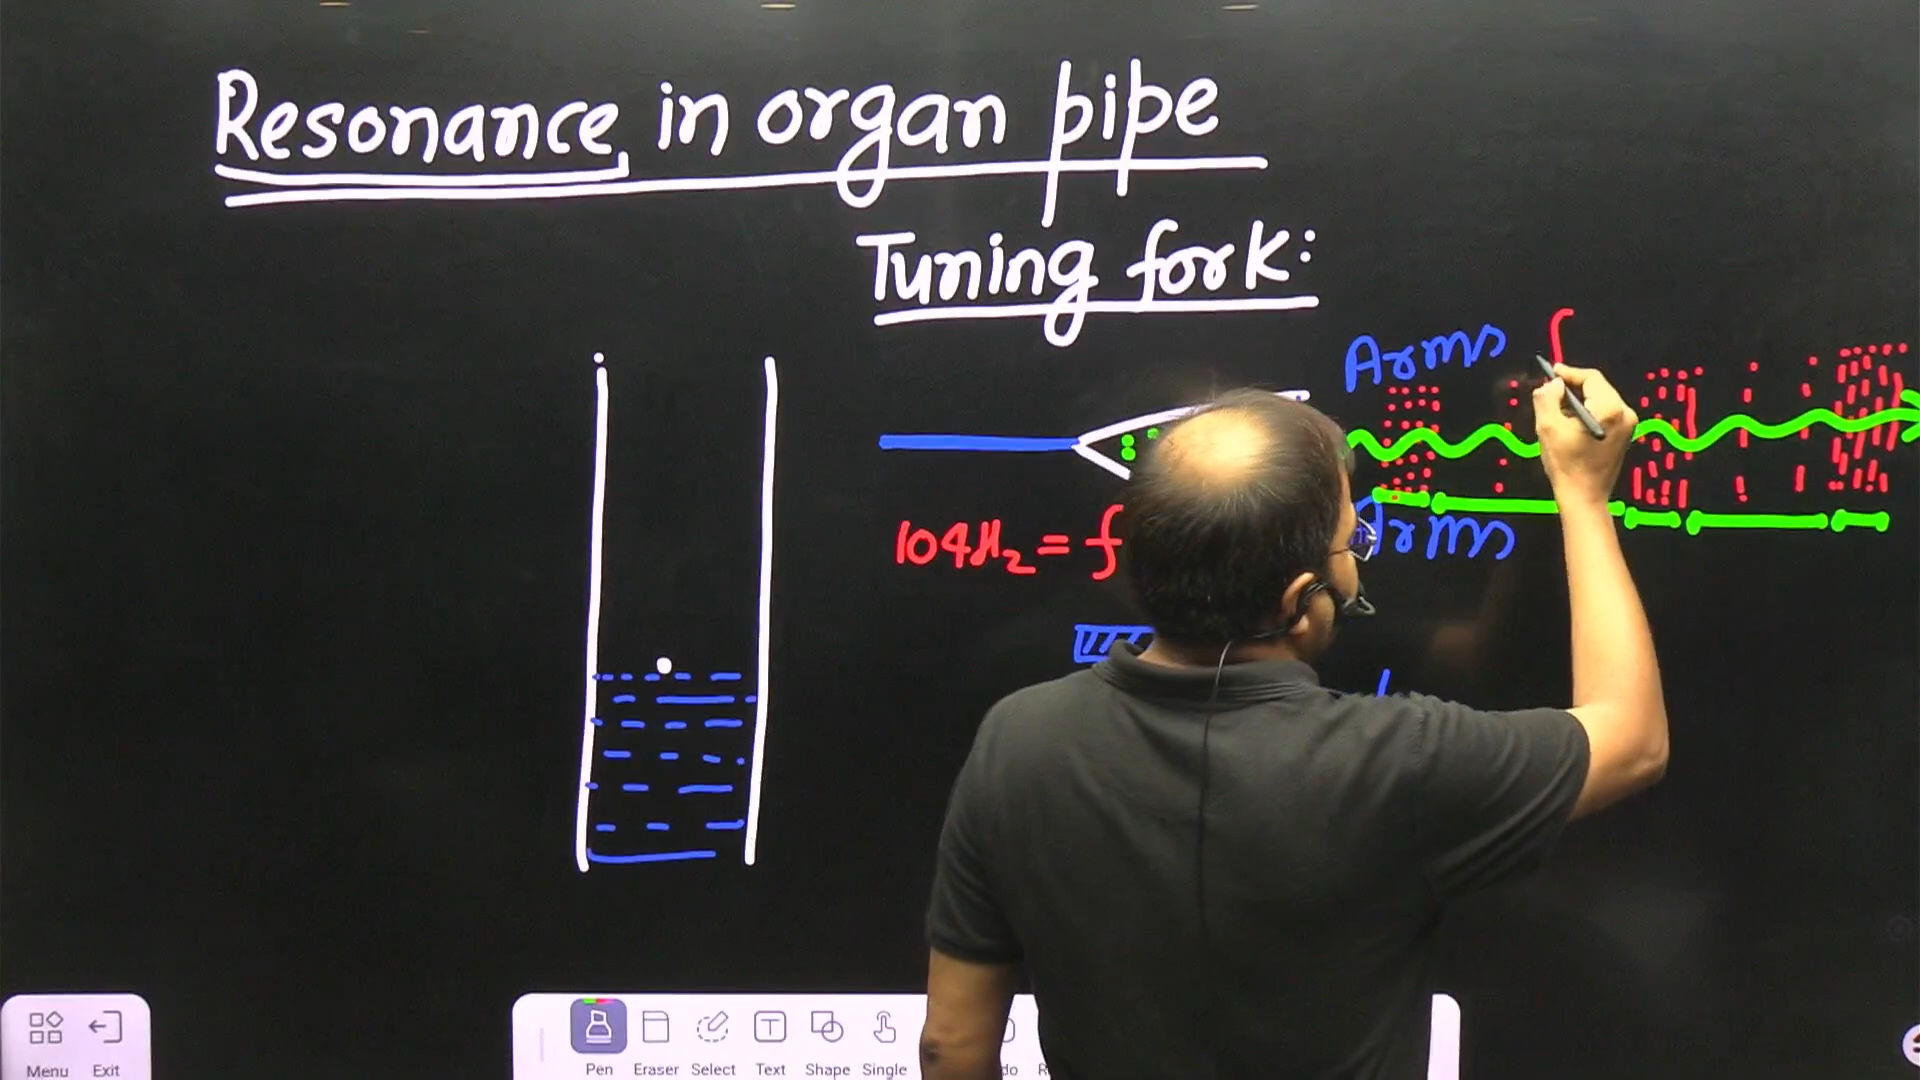 Resonance in organ pipe
Tuning fork:
Arms f
104Hz = f
Arms
Menu Exit
Pen Eraser Select Text Shape Single